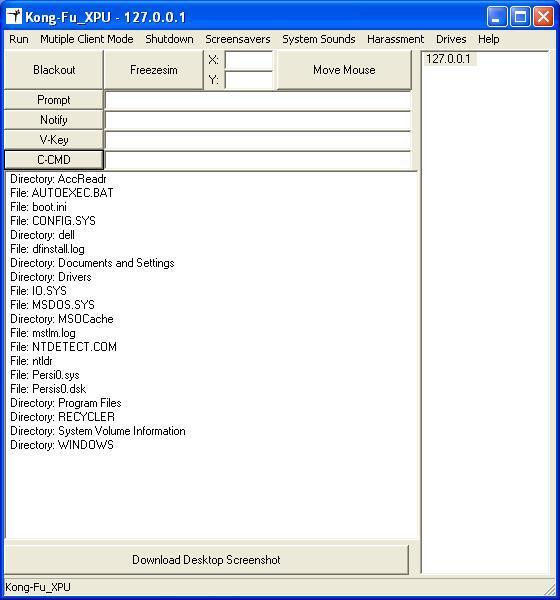 Kong-Fu_XPU - 127.0.0.1
Run Mutiple Client Mode Shutdown Screensavers System Sounds Harassment Drives Help
Blackout Freezesim X: Move Mouse 127.0.0.1
Y:
Prompt
Notify
V-Key
C-CMD
Directory: AccReadr
File: AUTOEXEC.BAT
File: boot.ini
File: CONFIG.SYS
Directory: dell
File: dfinstall.log
Directory: Documents and Settings
Directory: Drivers
File: IO.SYS
File: MSDOS.SYS
Directory: MSOCache
File: mstlm.log
File: NTDETECT.COM
File: ntldr
File: Persi0.sys
File: Persis0.dsk
Directory: Program Files
Directory: RECYCLER
Directory: System Volume Information
Directory: WINDOWS
Download Desktop Screenshot
Kong-Fu_XPU